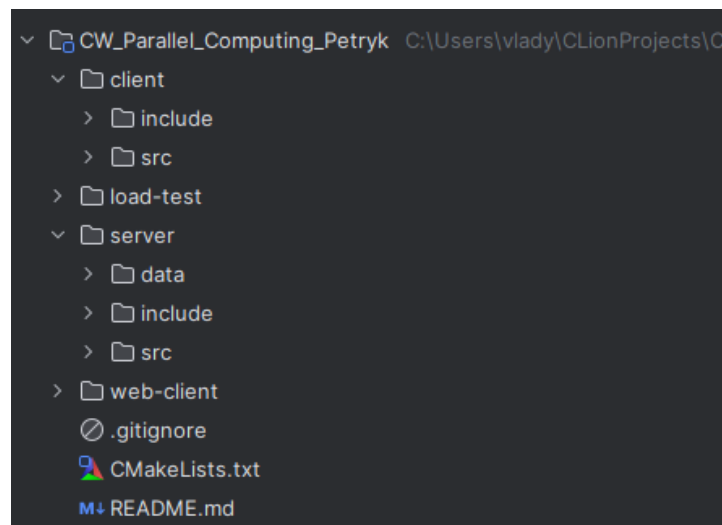 CW_Parallel_Computing_Petryk C:\Users\vlady\CLionProjects\C
client
include
src
load-test
server
data
include
src
web-client
.gitignore
CMakeLists.txt
M↓ README.md